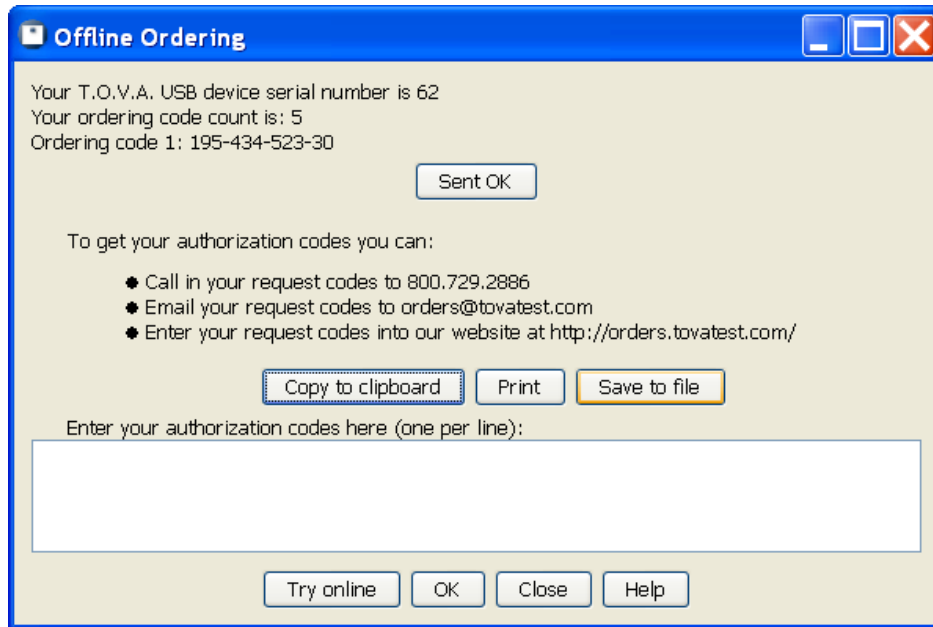 Offline Ordering
Your T.O.V.A. USB device serial number is 62
Your ordering code count is: 5
Ordering code 1: 195-434-523-30
Sent OK
To get your authorization codes you can:
Call in your request codes to 800.729.2886
Email your request codes to orders@tovatest.com
Enter your request codes into our website at http://orders.tovatest.com/
Copy to clipboard Print Save to file
Enter your authorization codes here (one per line):
Try online OK Close Help